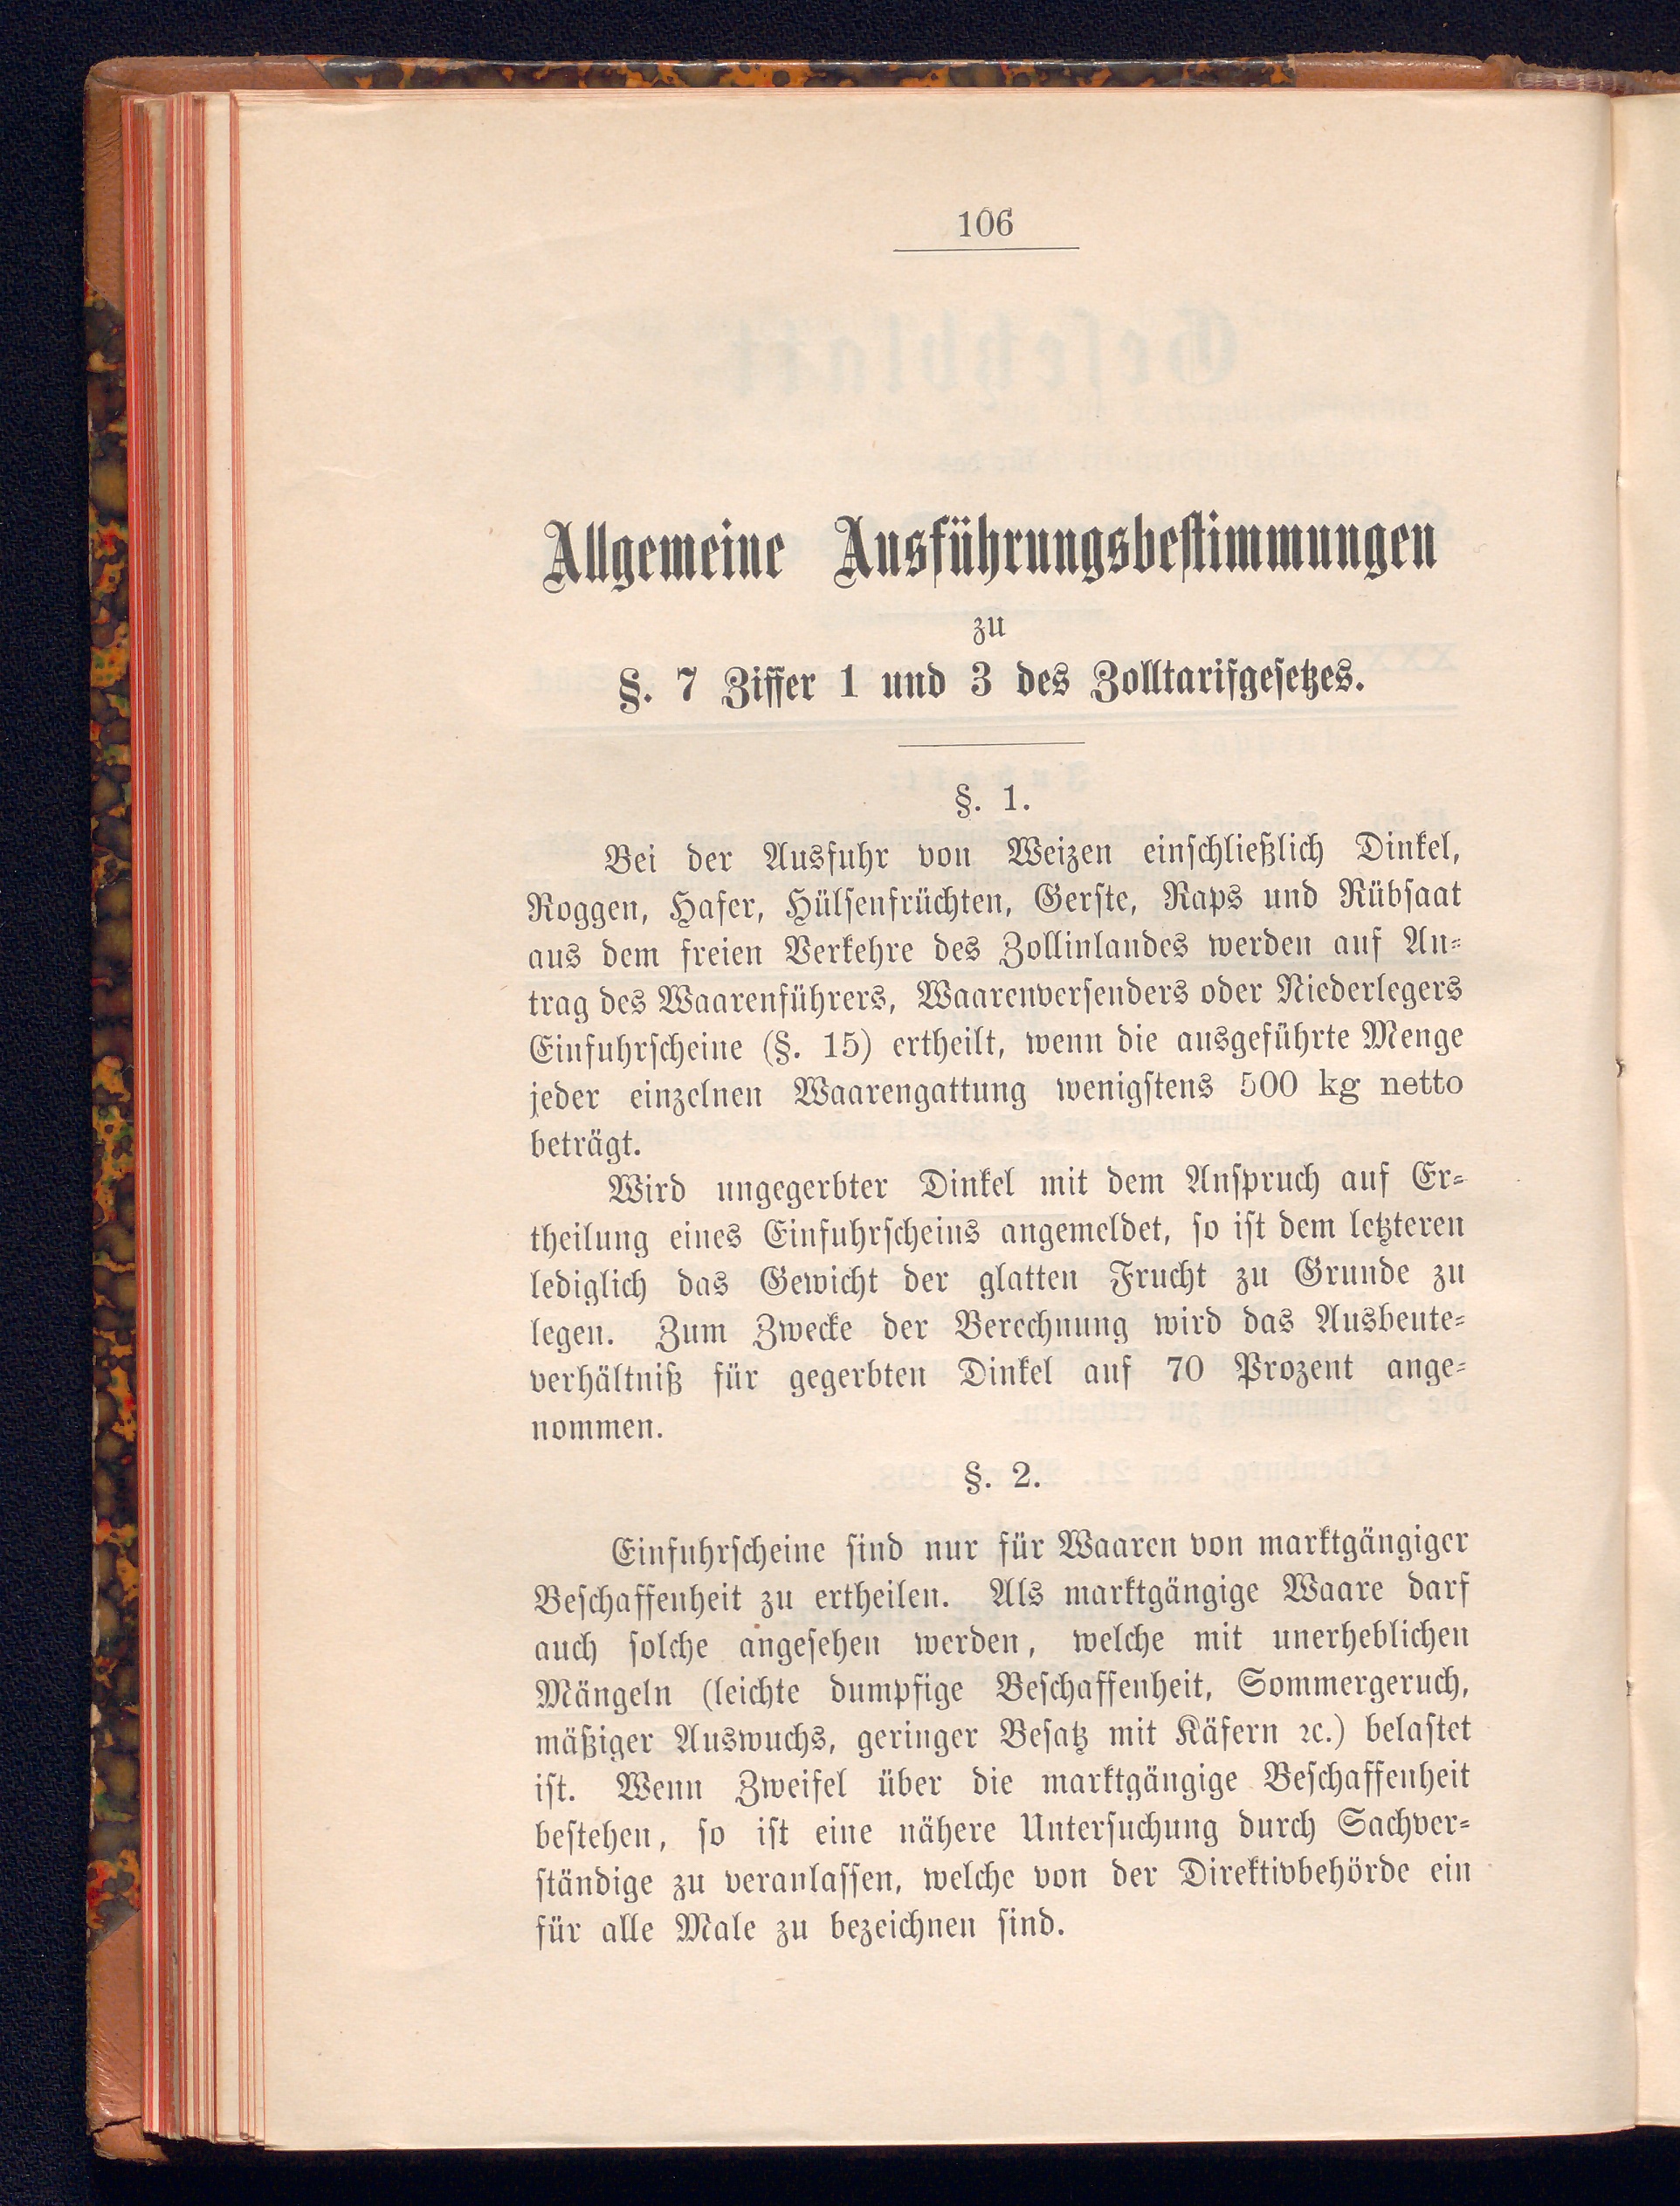 106
Allgemeine Ausführungsbestimmungen
zu
§. 7 Ziffer 1 und 3 des Zolltarifgesetzes.
§. 1.
Bei der Ausfuhr von Weizen einschließlich Dinkel,
Roggen, Hafer, Hülsenfrüchten, Gerste, Raps und Rübsaat
aus dem freien Verkehre des Zollinlandes werden auf An-
trag des Waarenführers, Waarenversenders oder Niederlegers
Einfuhrscheine (§. 15) ertheilt, wenn die ausgeführte Menge
jeder einzelnen Waarengattung wenigstens 500 kg netto
beträgt.
Wird ungegerbter Dinkel mit dem Anspruch auf Er-
theilung eines Einfuhrscheins angemeldet, so ist dem letzteren
lediglich das Gewicht der glatten Frucht zu Grunde zu
legen. Zum Zwecke der Berechnung wird das Ausbeute-
verhältniß für gegerbten Dinkel auf 70 Prozent ange-
nommen.
§. 2.
Einfuhrscheine sind nur für Waaren von marktgängiger
Beschaffenheit zu ertheilen. Als marktgängige Waare darf
auch solche angesehen werden, welche mit unerheblichen
Mängeln (leichte dumpfige Beschaffenheit, Sommergeruch,
mäßiger Auswuchs, geringer Besatz mit Käfern ꝛc.) belastet
ist. Wenn Zweifel über die marktgängige Beschaffenheit
bestehen, so ist eine nähere Untersuchung durch Sachver-
ständige zu veranlassen, welche von der Direktivbehörde ein
für alle Male zu bezeichnen sind.